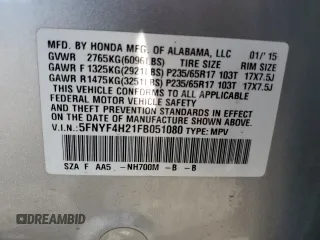 MFD. BY HONDA MFG. OF ALABAMA, LLC 01/'15
GVWR 2765KG(6096LBS) TIRE SIZE RIM SIZE
GAWR F 1325KG(2921LBS) P235/65R17 103T 17X7.5J
GAWR R1475KG(3251LBS) P235/65R17 103T 17X7.5J
THIS VEHICLE CONFORMS TO ALL APPLICABLE
FEDERAL MOTOR VEHICLE SAFETY
AND THEFT PREVENTION STANDARDS IN EFFECT ON
THE DATE OF MANUFACTURE SHOWN ABOVE.
V.I.N: 5FNYF4H21FB051080 TYPE: MPV
SZA F AA5 -NH700M -B -B
DREAMBID